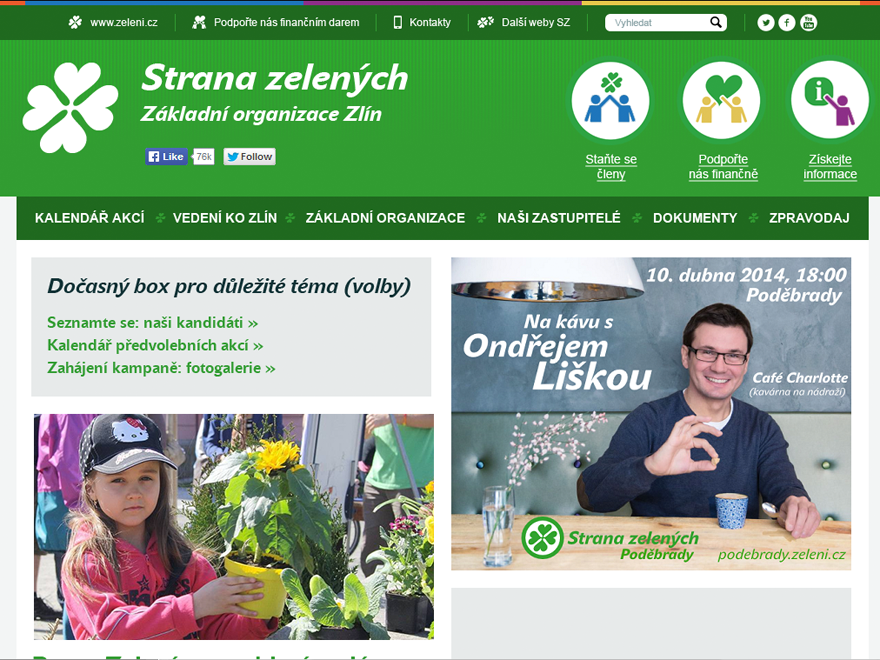 www.zeleni.cz
Podpořte nás finančním darem
Kontakty
Další weby SZ
Vyhledat
Strana zelených
Základní organizace Zlín
Like
76k
Follow
Staňte se
členy
Podpořte
nás finančně
Získejte
informace
KALENDÁŘ AKCÍ
VEDENÍ KO ZLÍN
ZÁKLADNÍ ORGANIZACE
NAŠI ZASTUPITELÉ
DOKUMENTY
ZPRAVODAJ
Dočasný box pro důležité téma (volby)
Seznamte se: naši kandidáti »
Kalendář předvolebních akcí »
Zahájení kampaně: fotogalerie »
10. dubna 2014, 18:00
Poděbrady
Na kávu s
Ondřejem
Liškou
Café Charlotte
(kavárna na nádraží)
Strana zelených
Poděbrady
podebrady.zeleni.cz